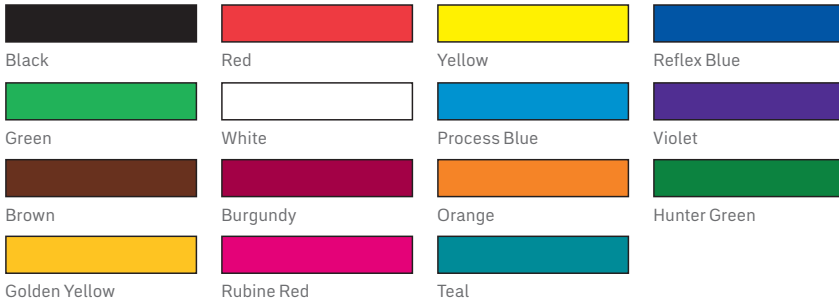 Black
Red
Yellow
Reflex Blue
Green
White
Process Blue
Violet
Brown
Burgundy
Orange
Hunter Green
Golden Yellow
Rubine Red
Teal